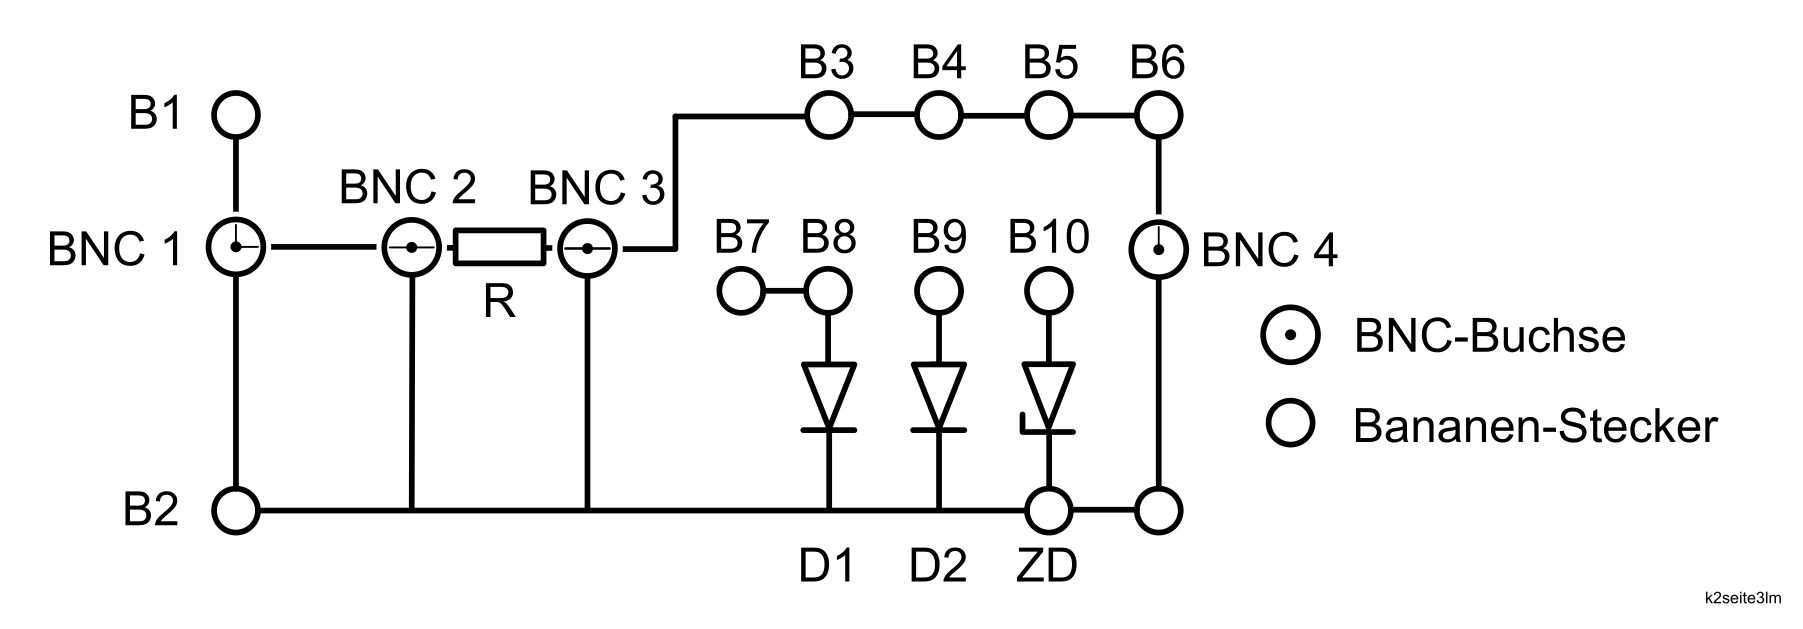 B3 B4 B5 B6
B1
BNC 2 BNC 3
BNC 1 B7 B8 B9 B10 BNC 4
R
BNC-Buchse
Bananen-Stecker
B2
D1 D2 ZD
k2seite3lm